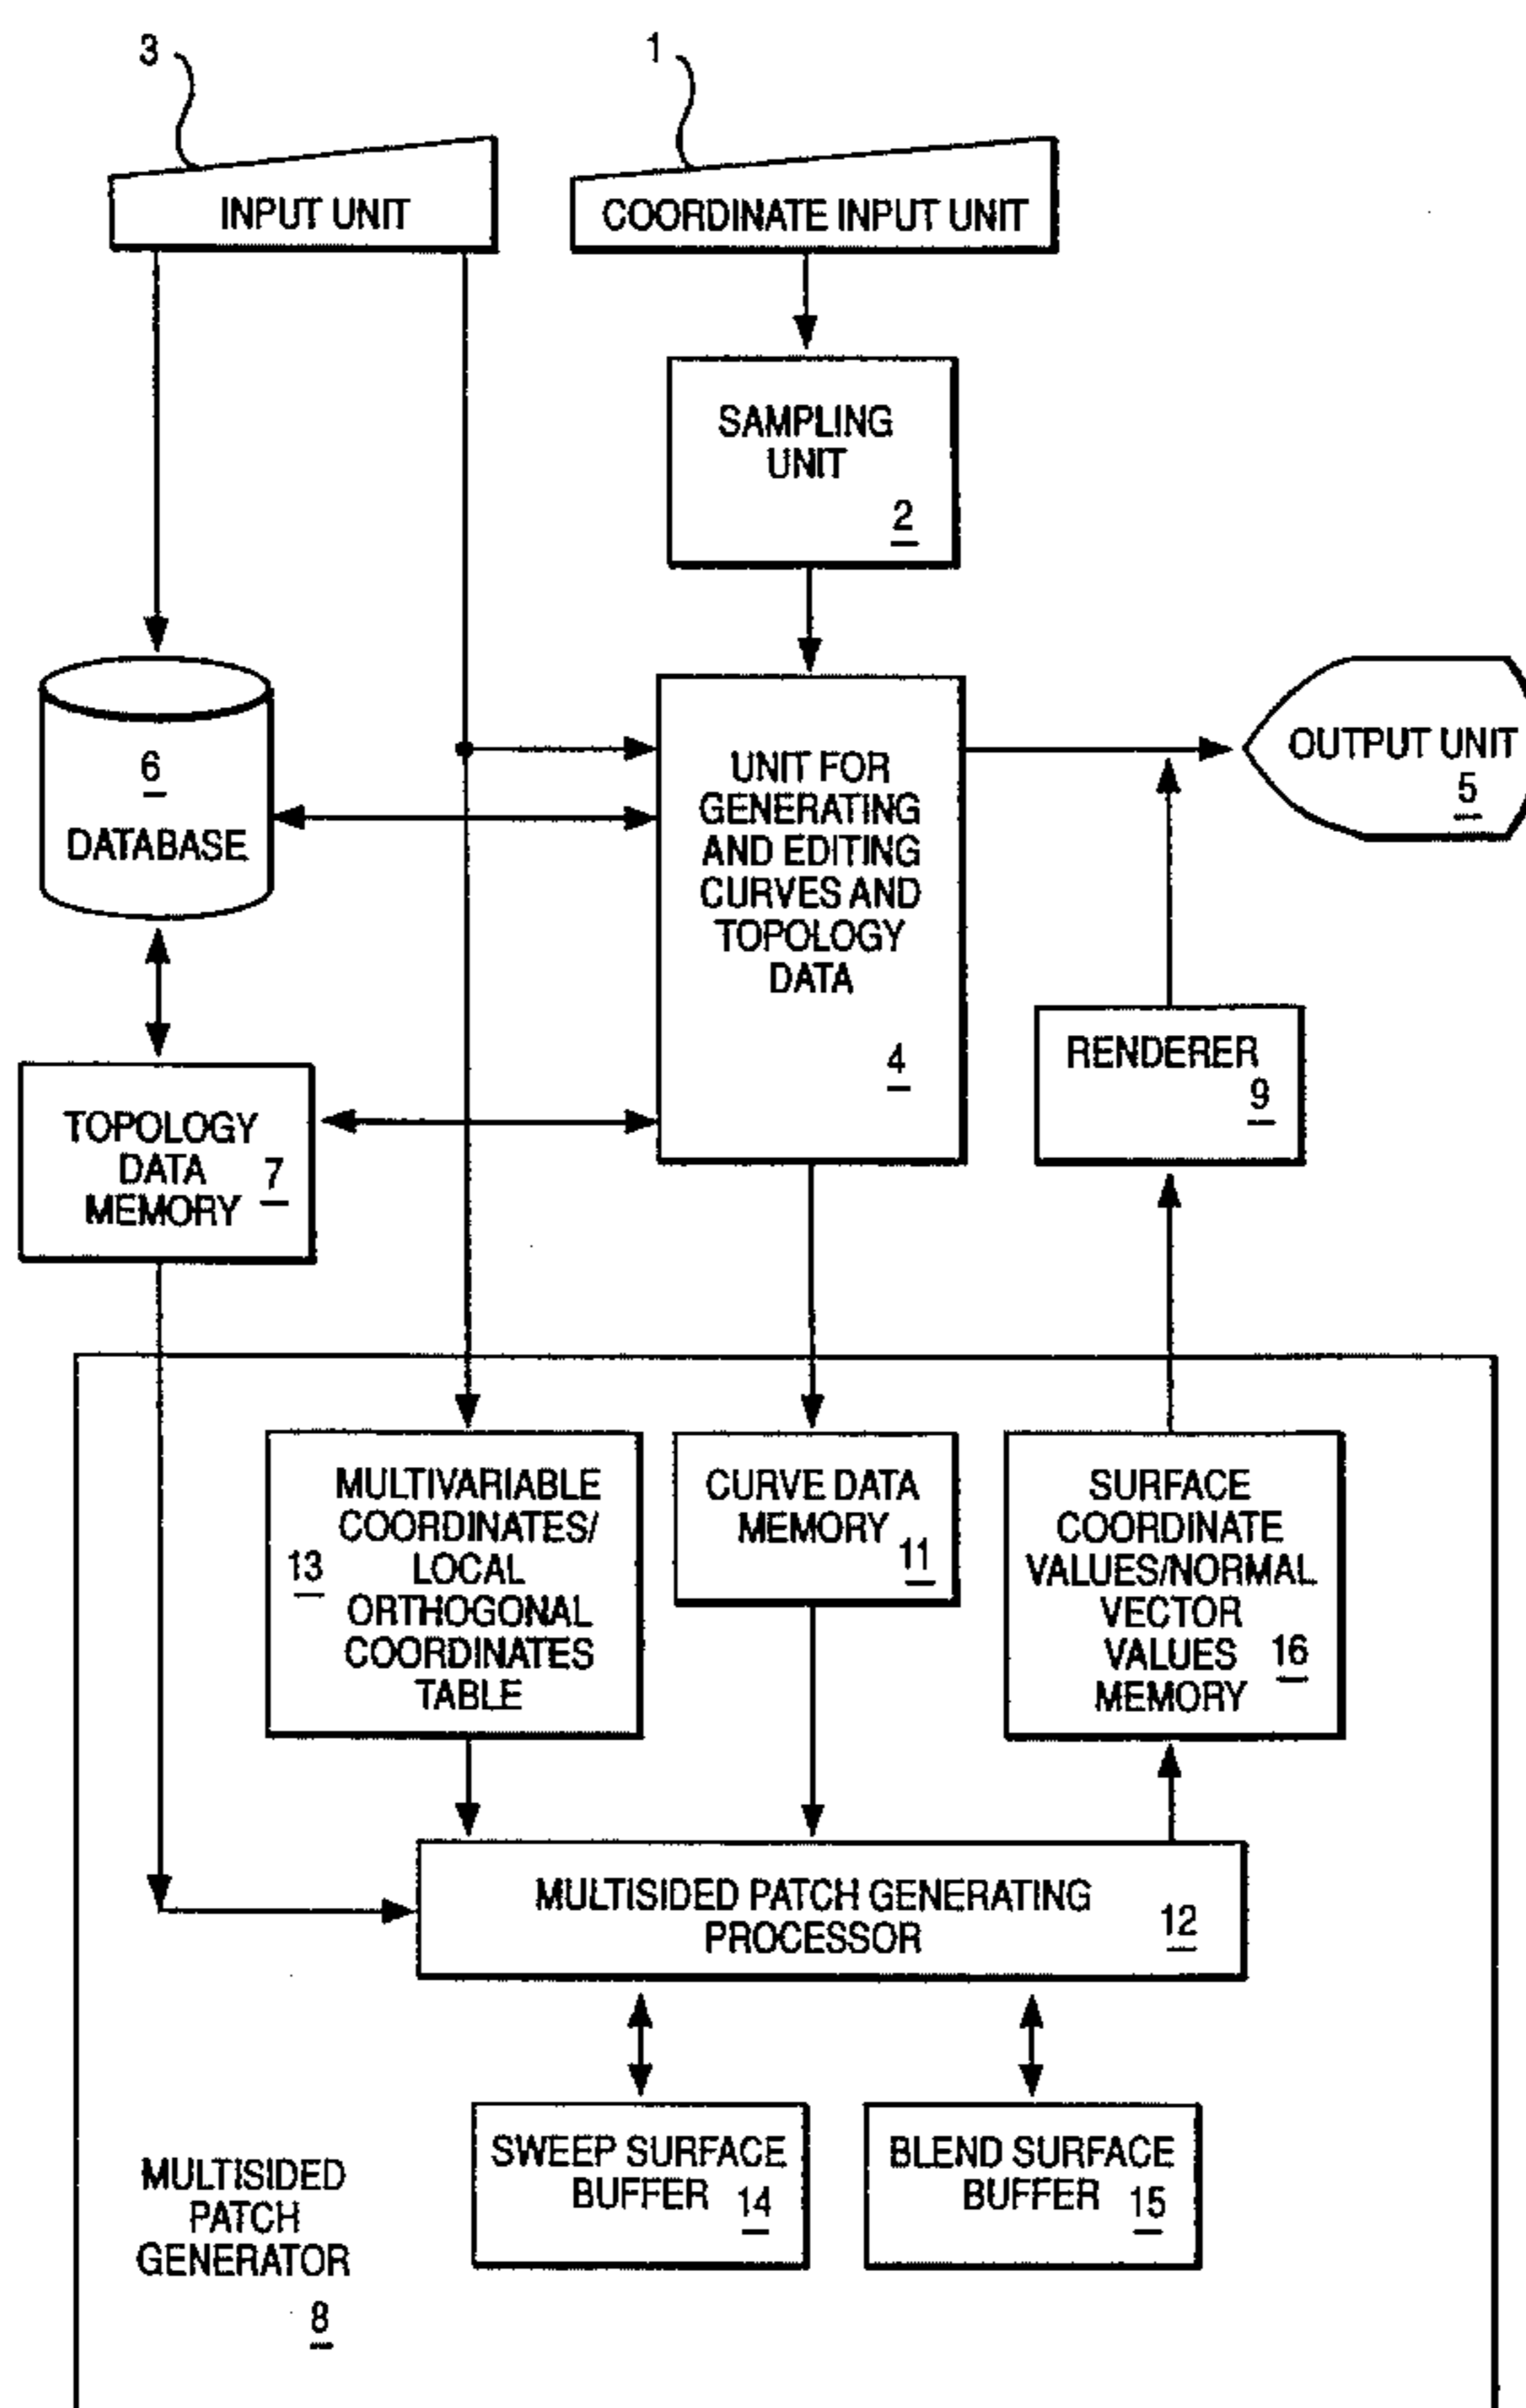 3
1
INPUT UNIT
COORDINATE INPUT UNIT
SAMPLING
UNIT
2
6
DATABASE
UNIT FOR
GENERATING
AND EDITING
CURVES AND
TOPOLOGY
DATA
4
OUTPUT UNIT
5
RENDERER
9
TOPOLOGY
DATA
MEMORY
7
MULTIVARIABLE
COORDINATES/
LOCAL
ORTHOGONAL
COORDINATES
TABLE
13
CURVE DATA
MEMORY
11
SURFACE
COORDINATE
VALUES/NORMAL
VECTOR
VALUES
MEMORY
16
MULTISIDED PATCH GENERATING
PROCESSOR
12
SWEEP SURFACE
BUFFER 14
BLEND SURFACE
BUFFER 15
MULTISIDED
PATCH
GENERATOR
8